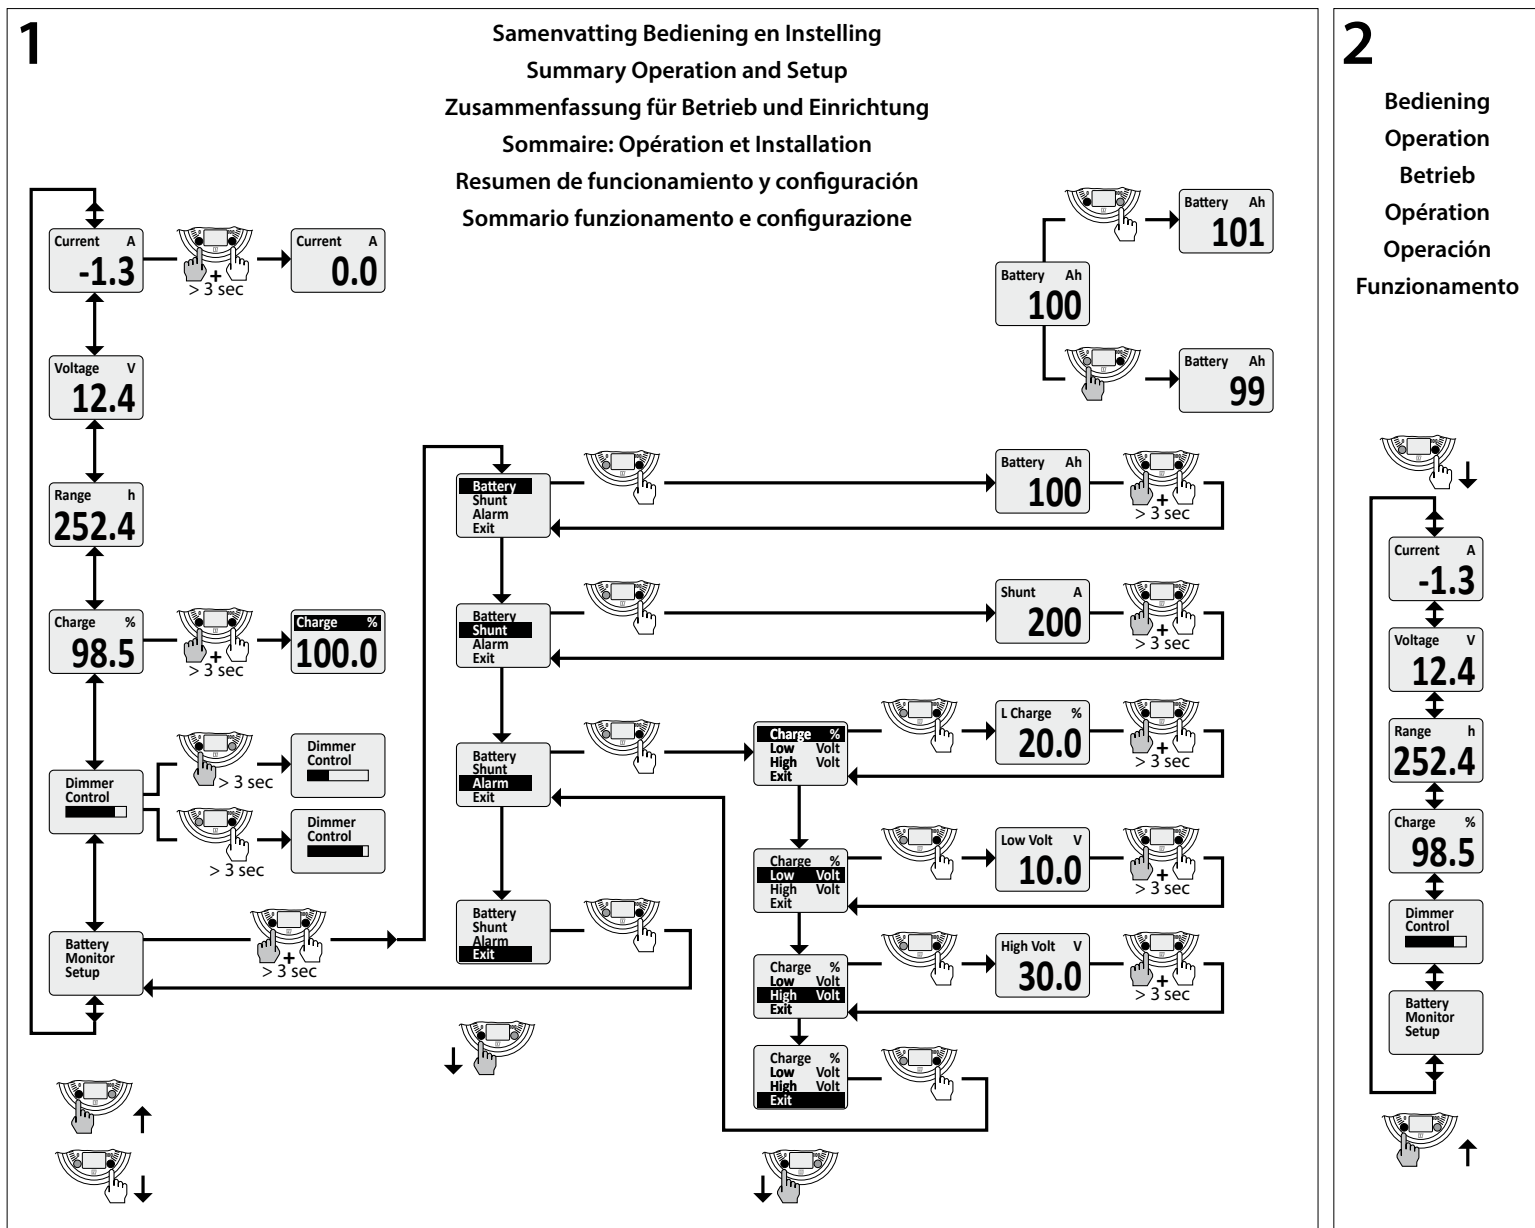 1
Samenvatting Bediening en Instelling
Summary Operation and Setup
Zusammenfassung für Betrieb und Einrichtung
Sommaire: Opération et Installation
Resumen de funcionamiento y configuración
Sommario funzionamento e configurazione
Current A
-1.3
+
> 3 sec
Current A
0.0
Voltage V
12.4
Range h
252.4
Charge %
98.5
+
> 3 sec
Charge %
100.0
Dimmer
Control
> 3 sec
Dimmer
Control
> 3 sec
Dimmer
Control
Battery
Monitor
Setup
+
> 3 sec
Battery Ah
100
Battery Ah
101
Battery Ah
99
Battery
Shunt
Alarm
Exit
Battery Ah
100
+
> 3 sec
Battery
Shunt
Alarm
Exit
Shunt A
200
+
> 3 sec
Battery
Shunt
Alarm
Exit
Charge %
Low Volt
High Volt
Exit
L Charge %
20.0
+
> 3 sec
Charge %
Low Volt
High Volt
Exit
Low Volt V
10.0
+
> 3 sec
Battery
Shunt
Alarm
Exit
Charge %
Low Volt
High Volt
Exit
High Volt V
30.0
+
> 3 sec
Charge %
Low Volt
High Volt
Exit
2
Bediening
Operation
Betrieb
Opération
Operación
Funzionamento
Current A
-1.3
Voltage V
12.4
Range h
252.4
Charge %
98.5
Dimmer
Control
Battery
Monitor
Setup